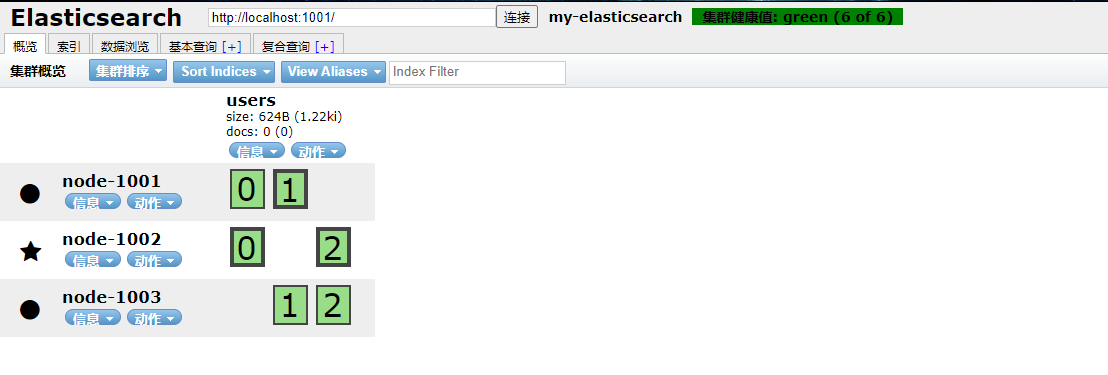 Elasticsearch http://localhost:1001/ 连接 my-elasticsearch 集群健康值: green (6 of 6)
概览 索引 数据浏览 基本查询 [+] 复合查询 [+]
集群概览 集群排序 Sort Indices View Aliases Index Filter
users
size: 624B (1.22ki)
docs: 0 (0)
信息 动作
node-1001 0 1
信息 动作
node-1002 0 2
信息 动作
node-1003 1 2
信息 动作